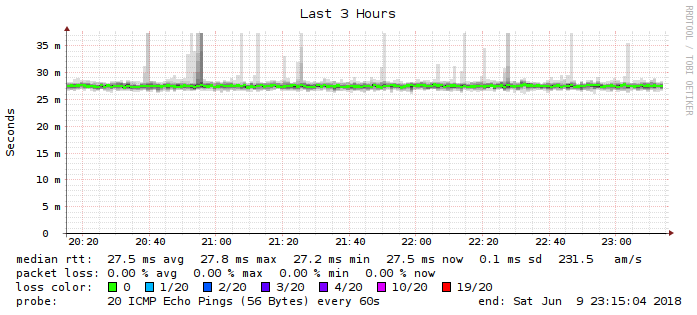 Last 3 Hours
RRDTOOL / TOBI OETIKER
Seconds
35 m
30 m
25 m
20 m
15 m
10 m
5 m
0
20:20 20:40 21:00 21:20 21:40 22:00 22:20 22:40 23:00
median rtt: 27.5 ms avg 27.8 ms max 27.2 ms min 27.5 ms now 0.1 ms sd 231.5 am/s
packet loss: 0.00 % avg 0.00 % max 0.00 % min 0.00 % now
loss color: 0 1/20 2/20 3/20 4/20 10/20 19/20
probe: 20 ICMP Echo Pings (56 Bytes) every 60s end: Sat Jun 9 23:15:04 2018